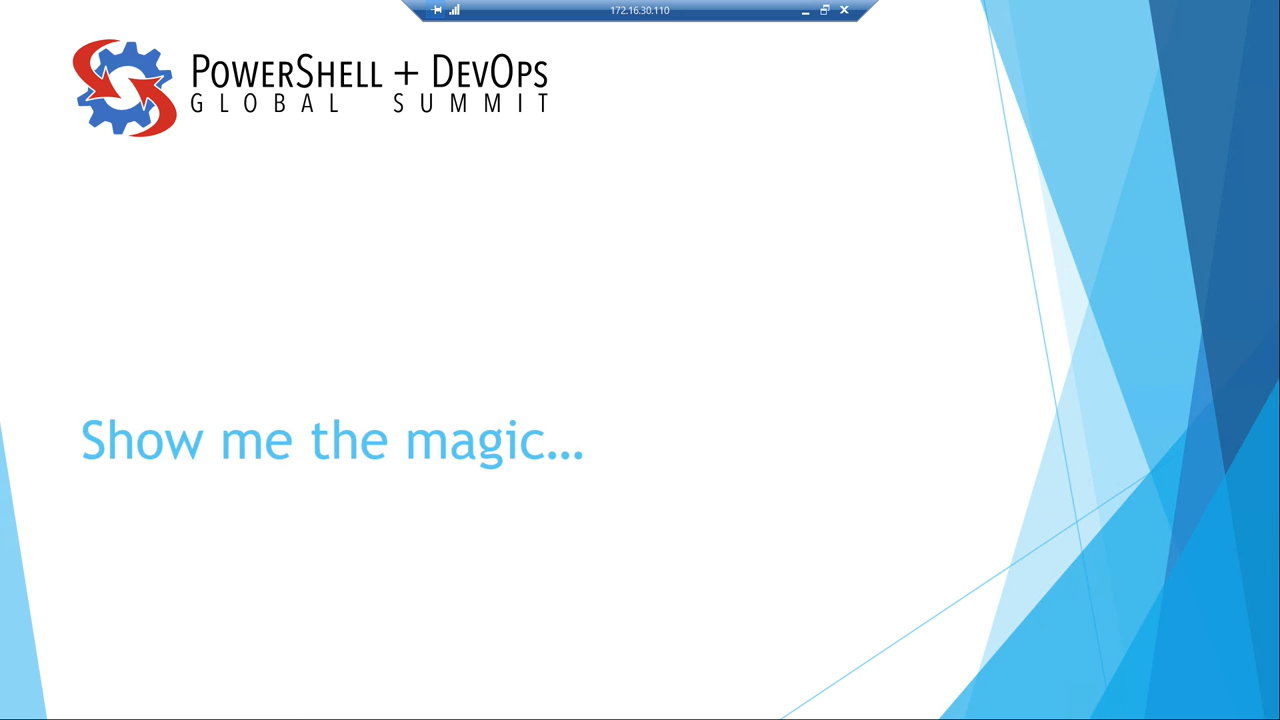 172.16.30.110
PowerShell + DevOps
GLOBAL SUMMIT
Show me the magic...